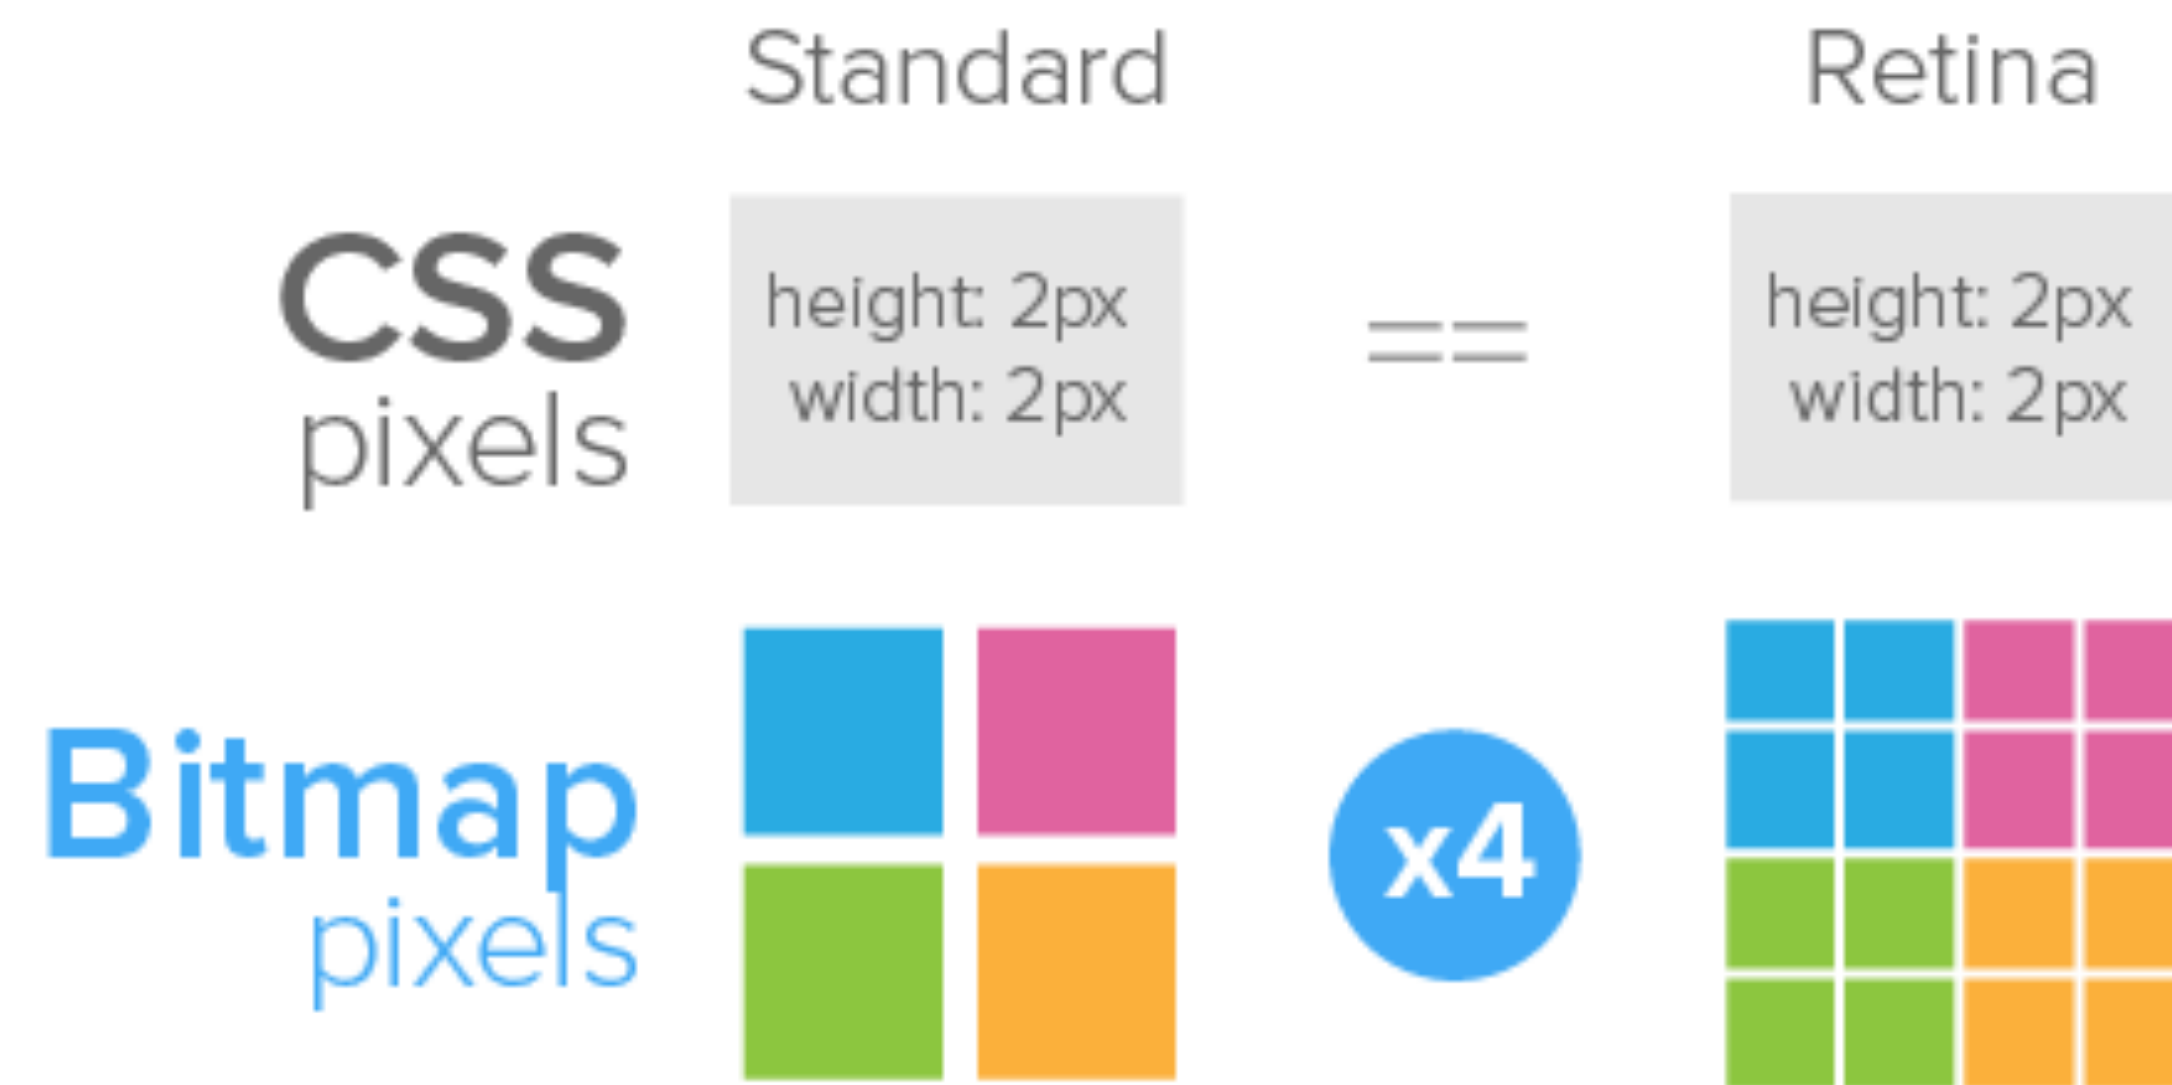 Standard
Retina
CSS
pixels
height: 2px
width: 2px
==
height: 2px
width: 2px
Bitmap
pixels
x4